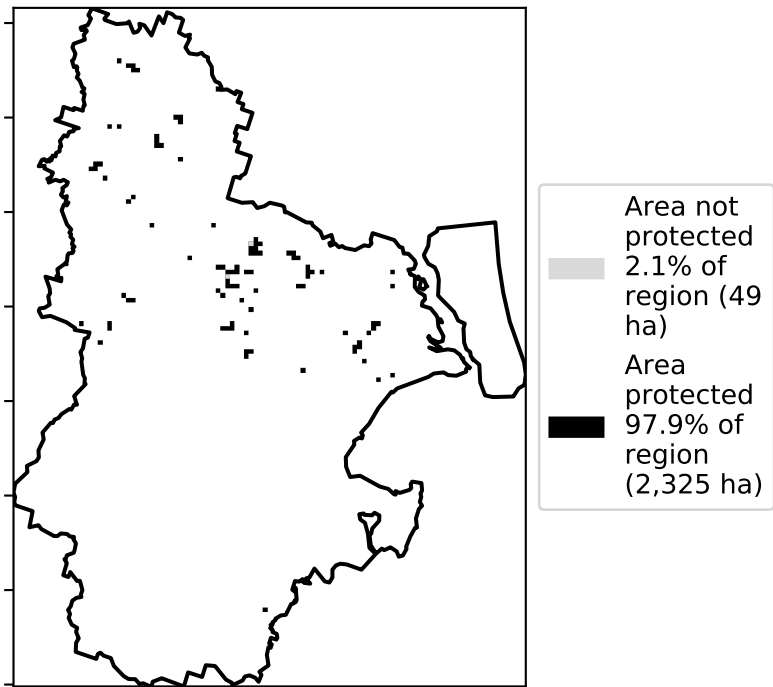 Area not
protected
2.1% of
region (49
ha)
Area
protected
97.9% of
region
(2,325 ha)